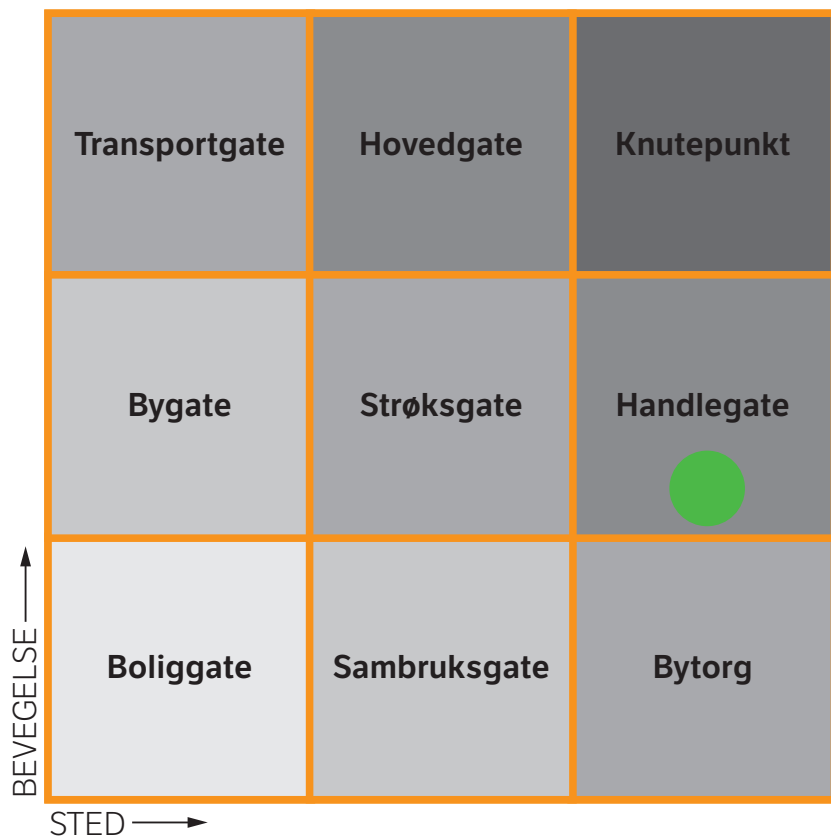 Transportgate
Hovedgate
Knutepunkt
Bygate
Strøksgate
Handlegate
Boliggate
Sambruksgate
Bytorg
BEVEGELSE
STED